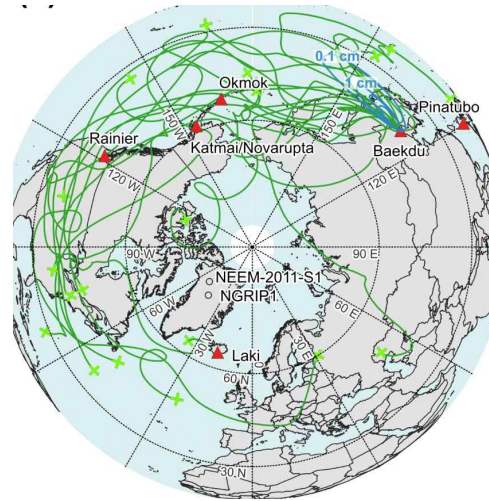 0.1 cm
1 cm
Okmok
Pinatubo
150 W
150 E
Rainier
Katmai/Novarupta
Baekdu
120 W
120 E
90 W
90 E
NEEM-2011-S1
NGRIP1
60 W
60 E
30 W
Laki
0
30 E
60 N
30 N